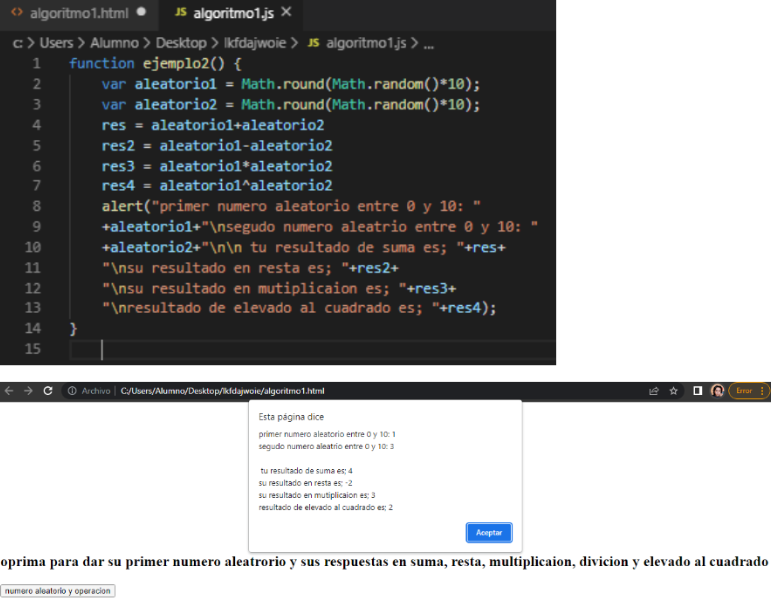 algoritmo1.html
JS algoritmo1.js
C: > Users > Alumno > Desktop > lkfdajwoie > JS algoritmo1.js > ...
1 function ejemplo2() {
2 var aleatorio1 = Math.round(Math.random()*10);
3 var aleatorio2 = Math.round(Math.random()*10);
4 res = aleatorio1+aleatorio2
5 res2 = aleatorio1-aleatorio2
6 res3 = aleatorio1*aleatorio2
7 res4 = aleatorio1^aleatorio2
8 alert("primer numero aleatorio entre 0 y 10: "
9 +aleatorio1+"\nsegudo numero aleatrio entre 0 y 10: "
10 +aleatorio2+"\n\n tu resultado de suma es; "+res+
11 "\nsu resultado en resta es; "+res2+
12 "\nsu resultado en mutiplicaion es; "+res3+
13 "\nresultado de elevado al cuadrado es; "+res4);
14 }
15
Archivo | C:/Users/Alumno/Desktop/lkfdajwoie/algoritmo1.html
Error
Esta página dice
primer numero aleatorio entre 0 y 10: 1
segudo numero aleatrio entre 0 y 10: 3
tu resultado de suma es; 4
su resultado en resta es; -2
su resultado en mutiplicaion es; 3
resultado de elevado al cuadrado es; 2
Aceptar
oprima para dar su primer numero aleatrorio y sus respuestas en suma, resta, multiplicaion, divicion y elevado al cuadrado
numero aleatorio y operacion